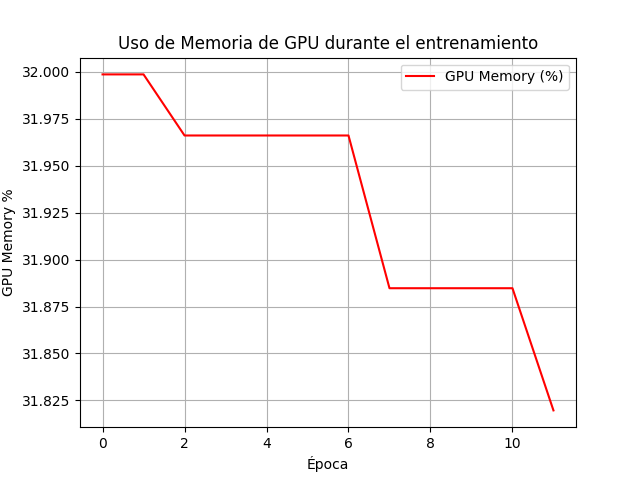 Uso de Memoria de GPU durante el entrenamiento
GPU Memory (%)
GPU Memory %
32.000
31.975
31.950
31.925
31.900
31.875
31.850
31.825
0 2 4 6 8 10
Época